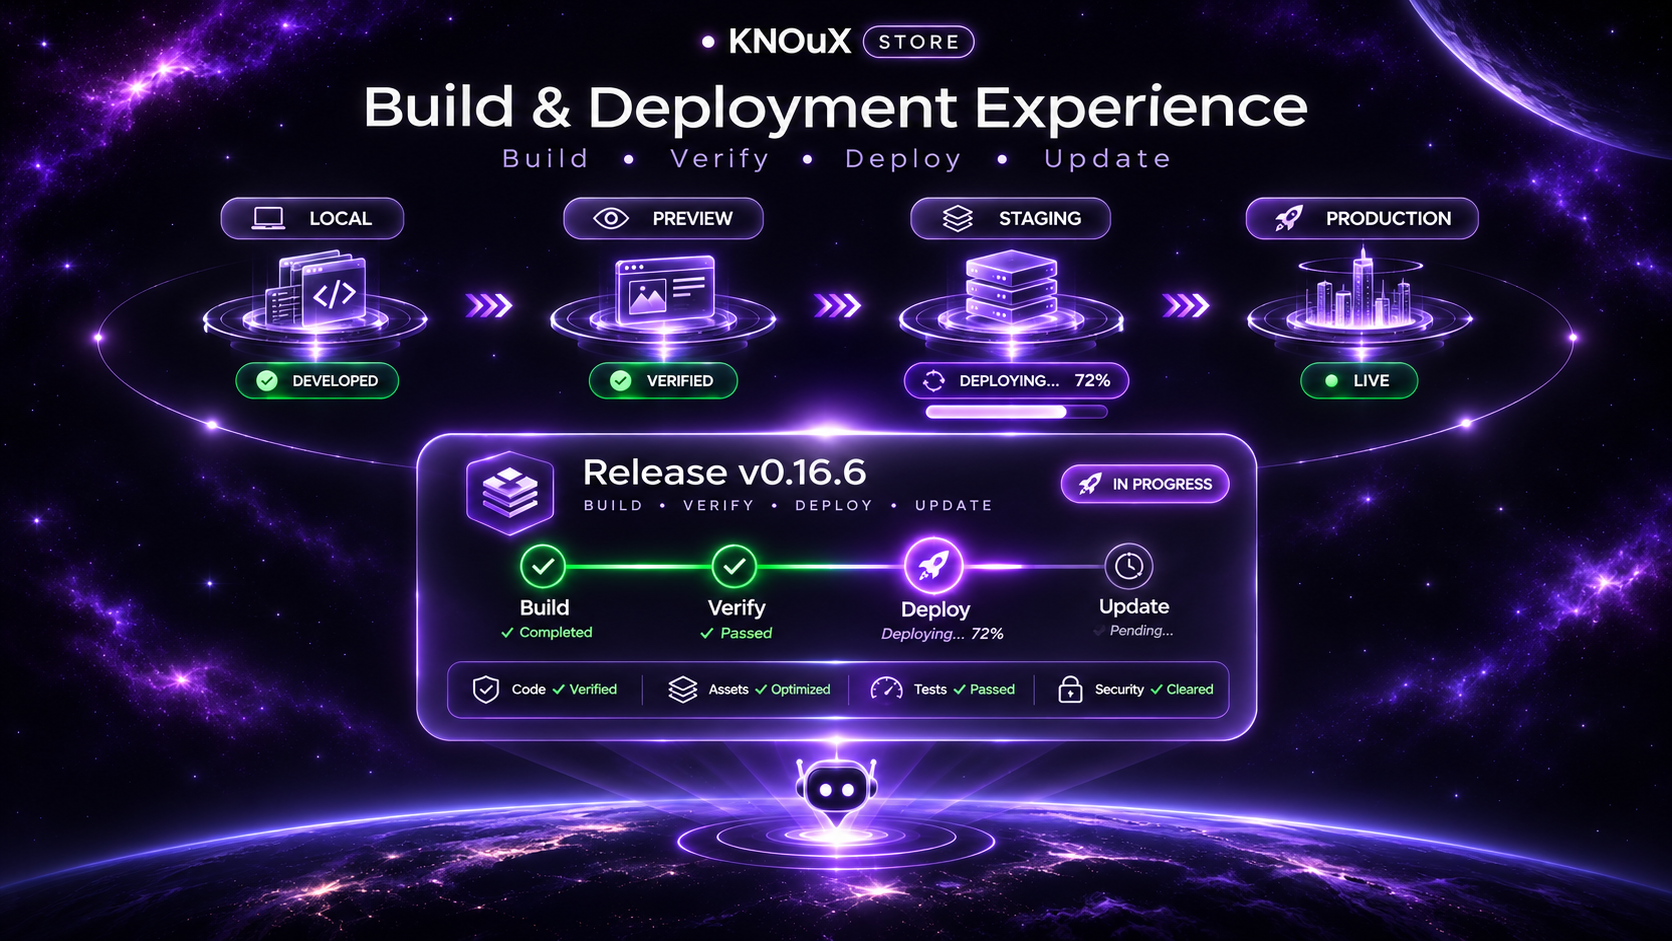 KNOuX STORE
Build & Deployment Experience
Build • Verify • Deploy • Update
LOCAL
PREVIEW
STAGING
PRODUCTION
</>
DEVELOPED
VERIFIED
DEPLOYING... 72%
LIVE
Release v0.16.6
IN PROGRESS
BUILD • VERIFY • DEPLOY • UPDATE
Build
Verify
Deploy
Update
✓ Completed
✓ Passed
Deploying... 72%
Pending...
Code ✓ Verified
Assets ✓ Optimized
Tests ✓ Passed
Security ✓ Cleared